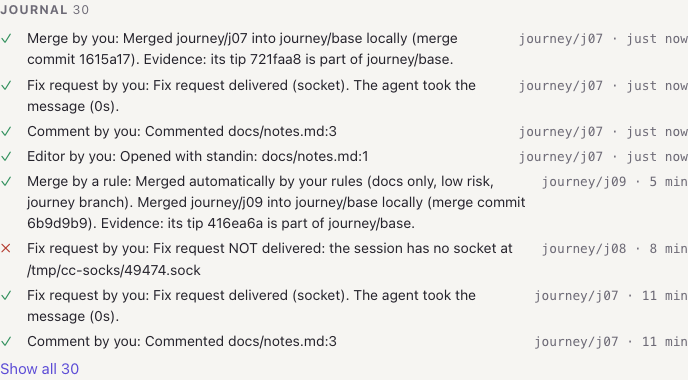 JOURNAL 30
✓ Merge by you: Merged journey/j07 into journey/base locally (merge journey/j07 · just now
commit 1615a17). Evidence: its tip 721faa8 is part of journey/base.
✓ Fix request by you: Fix request delivered (socket). The agent took the journey/j07 · just now
message (0s).
✓ Comment by you: Commented docs/notes.md:3 journey/j07 · just now
✓ Editor by you: Opened with standin: docs/notes.md:1 journey/j07 · just now
✓ Merge by a rule: Merged automatically by your rules (docs only, low risk, journey/j09 · 5 min
journey branch). Merged journey/j09 into journey/base locally (merge commit
6b9d9b9). Evidence: its tip 416ea6a is part of journey/base.
✕ Fix request by you: Fix request NOT delivered: the session has no socket at journey/j08 · 8 min
/tmp/cc-socks/49474.sock
✓ Fix request by you: Fix request delivered (socket). The agent took the journey/j07 · 11 min
message (0s).
✓ Comment by you: Commented docs/notes.md:3 journey/j07 · 11 min
Show all 30